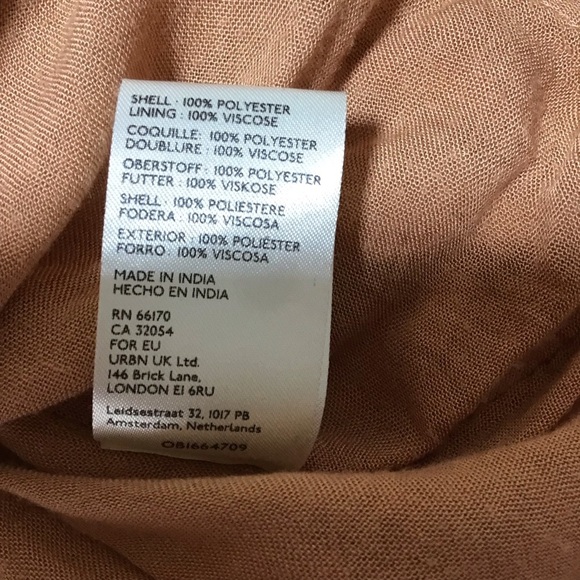 SHELL : 100% POLYESTER
LINING : 100% VISCOSE
COQUILLE: 100% POLYESTER
DOUBLURE : 100% VISCOSE
OBERSTOFF : 100% POLYESTER
FUTTER : 100% VISKOSE
SHELL : 100% POLIESTERE
FODERA : 100% VISCOSA
EXTERIOR : 100% POLIÉSTER
FORRO : 100% VISCOSA
MADE IN INDIA
HECHO EN INDIA
RN 66170
CA 32054
FOR EU
URBN UK Ltd.
146 Brick Lane,
LONDON E1 6RU
Leidsestraat 32, 1017 PB
Amsterdam, Netherlands
OB1664709